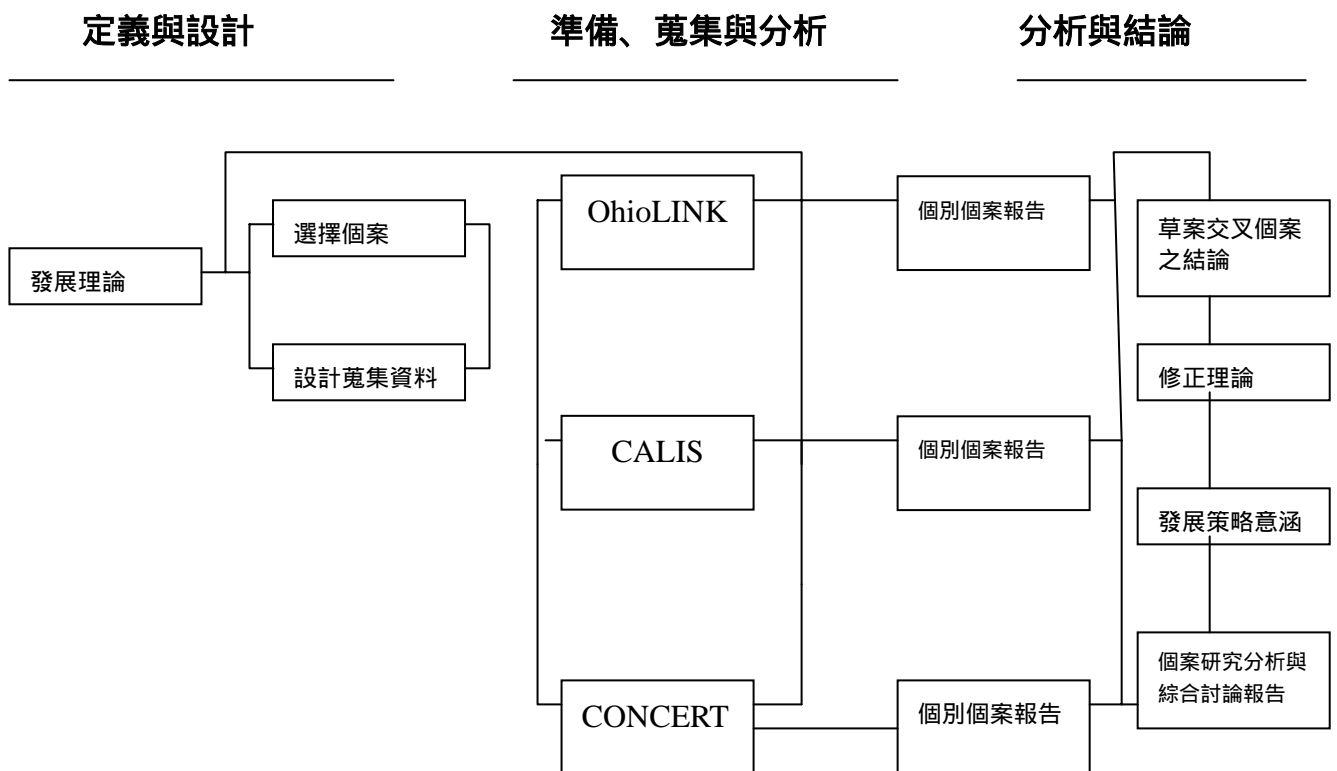 定義與設計
準備、蒐集與分析
分析與結論
發展理論
選擇個案
設計蒐集資料
OhioLINK
CALIS
CONCERT
個別個案報告
個別個案報告
個別個案報告
草案交叉個案
之結論
修正理論
發展策略意涵
個案研究分析與
綜合討論報告